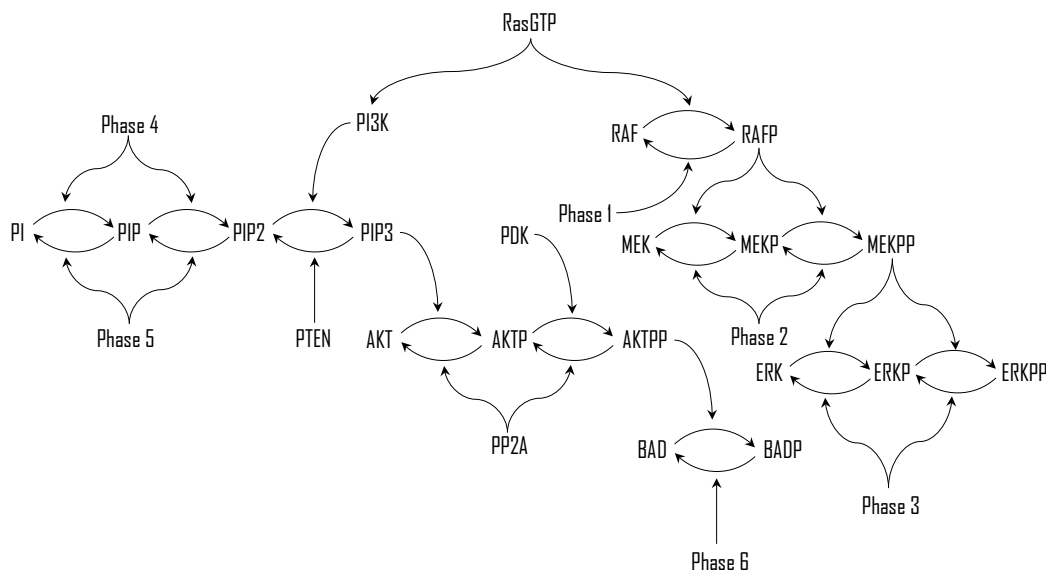 RasGTP
PI3K
Phase 4
RAF
RAFP
Phase 1
PI
PIP
PIP2
PIP3
PDK
MEK
MEKP
MEKPP
Phase 5
PTEN
AKT
AKTP
AKTPP
Phase 2
ERK
ERKP
ERKPP
PP2A
BAD
BADP
Phase 3
Phase 6